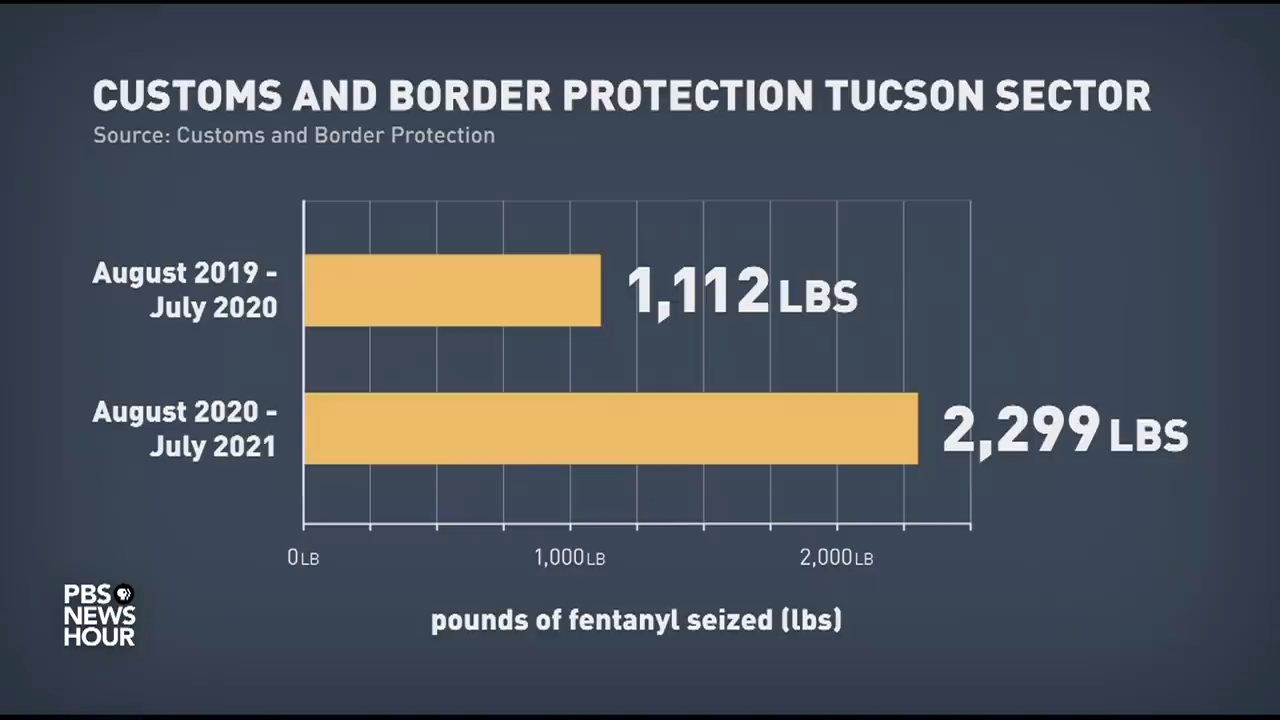 CUSTOMS AND BORDER PROTECTION TUCSON SECTOR
Source: Customs and Border Protection
August 2019 -
July 2020
1,112 LBS
August 2020 -
July 2021
2,299 LBS
0LB 1,000LB 2,000LB
pounds of fentanyl seized (lbs)
PBS
NEWS
HOUR